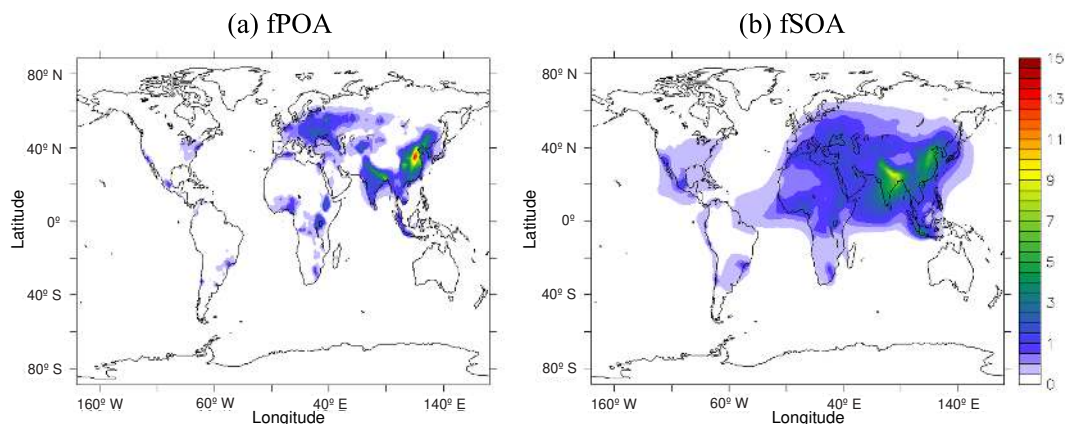 (a) fPOA
(b) fSOA
80º N
40º N
0º
40º S
80º S
Latitude
160º W
60º W
40º E
140º E
Longitude
80º N
40º N
0º
40º S
80º S
Latitude
160º W
60º W
40º E
140º E
Longitude
15
13
11
9
7
5
3
1
0